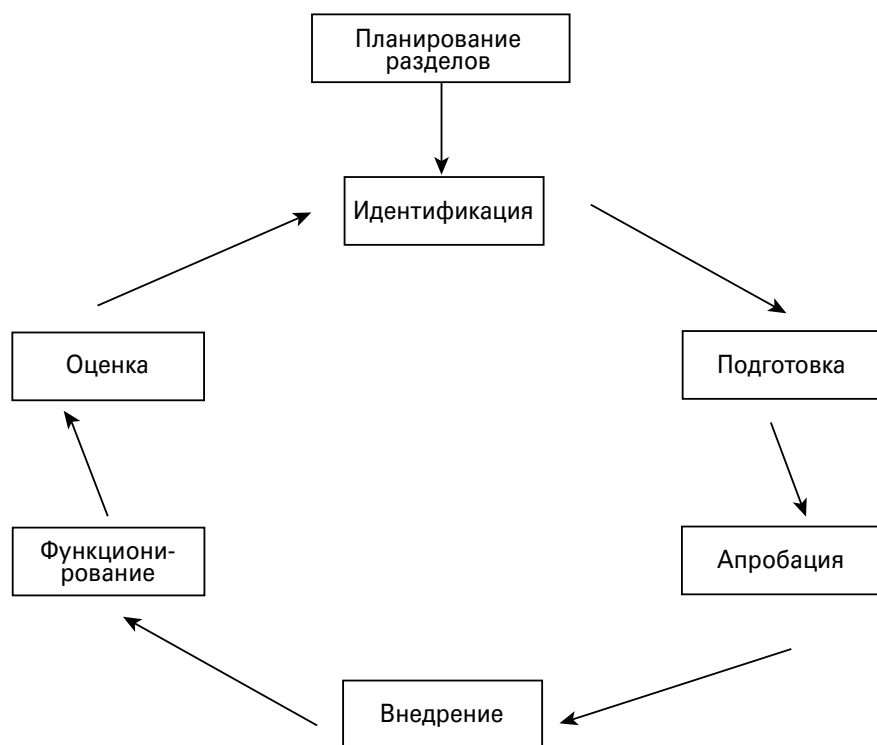 Планирование
разделов
Идентификация
Оценка
Подготовка
Функциони-
рование
Апробация
Внедрение